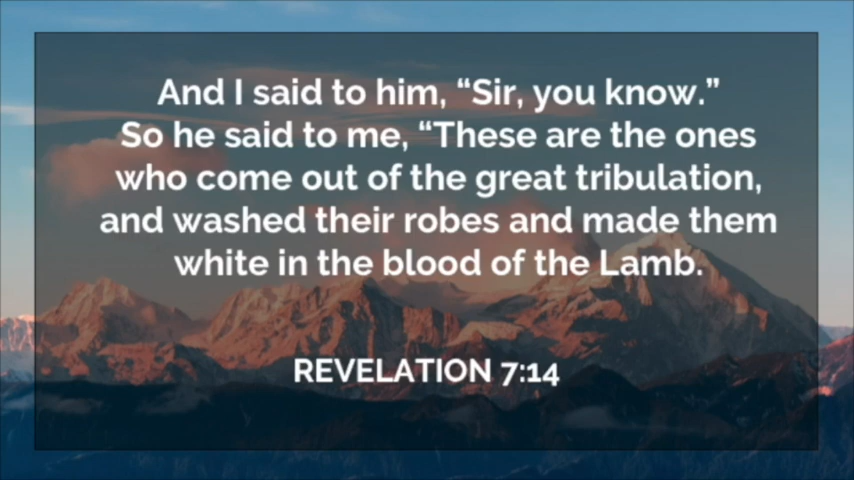 And I said to him, “Sir, you know.”
So he said to me, “These are the ones
who come out of the great tribulation,
and washed their robes and made them
white in the blood of the Lamb.
REVELATION 7:14